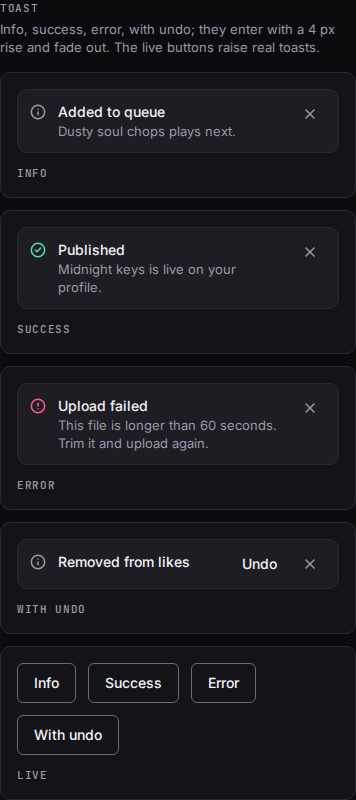 TOAST
Info, success, error, with undo; they enter with a 4 px
rise and fade out. The live buttons raise real toasts.
Added to queue
Dusty soul chops plays next.
INFO
Published
Midnight keys is live on your
profile.
SUCCESS
Upload failed
This file is longer than 60 seconds.
Trim it and upload again.
ERROR
Removed from likes Undo
WITH UNDO
Info Success Error
With undo
LIVE